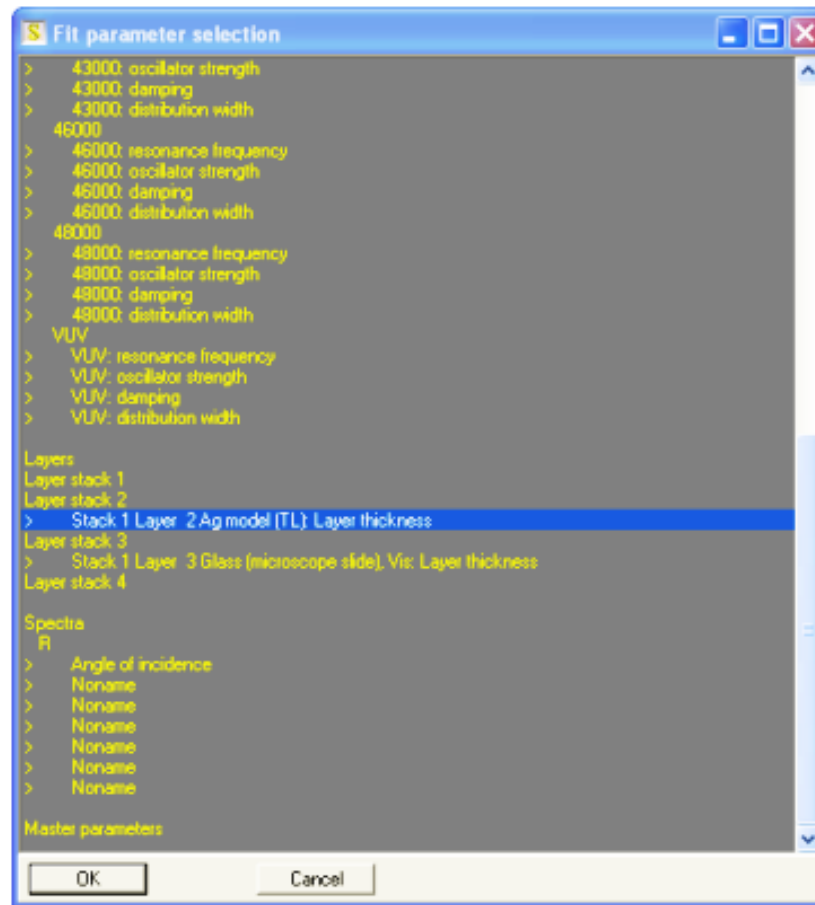 S Fit parameter selection
> 43000: oscillator strength
> 43000: damping
> 43000: distribution width
46000
> 46000: resonance frequency
> 46000: oscillator strength
> 46000: damping
> 46000: distribution width
48000
> 48000: resonance frequency
> 48000: oscillator strength
> 48000: damping
> 48000: distribution width
VUV
> VUV: resonance frequency
> VUV: oscillator strength
> VUV: damping
> VUV: distribution width
Layers
Layer stack 1
Layer stack 2
> Stack 1 Layer 2 Ag model (TL): Layer thickness
Layer stack 3
> Stack 1 Layer 3 Glass (microscope slide), Vis: Layer thickness
Layer stack 4
Spectra
R
> Angle of incidence
> Noname
> Noname
> Noname
> Noname
> Noname
> Noname
Master parameters
OK Cancel